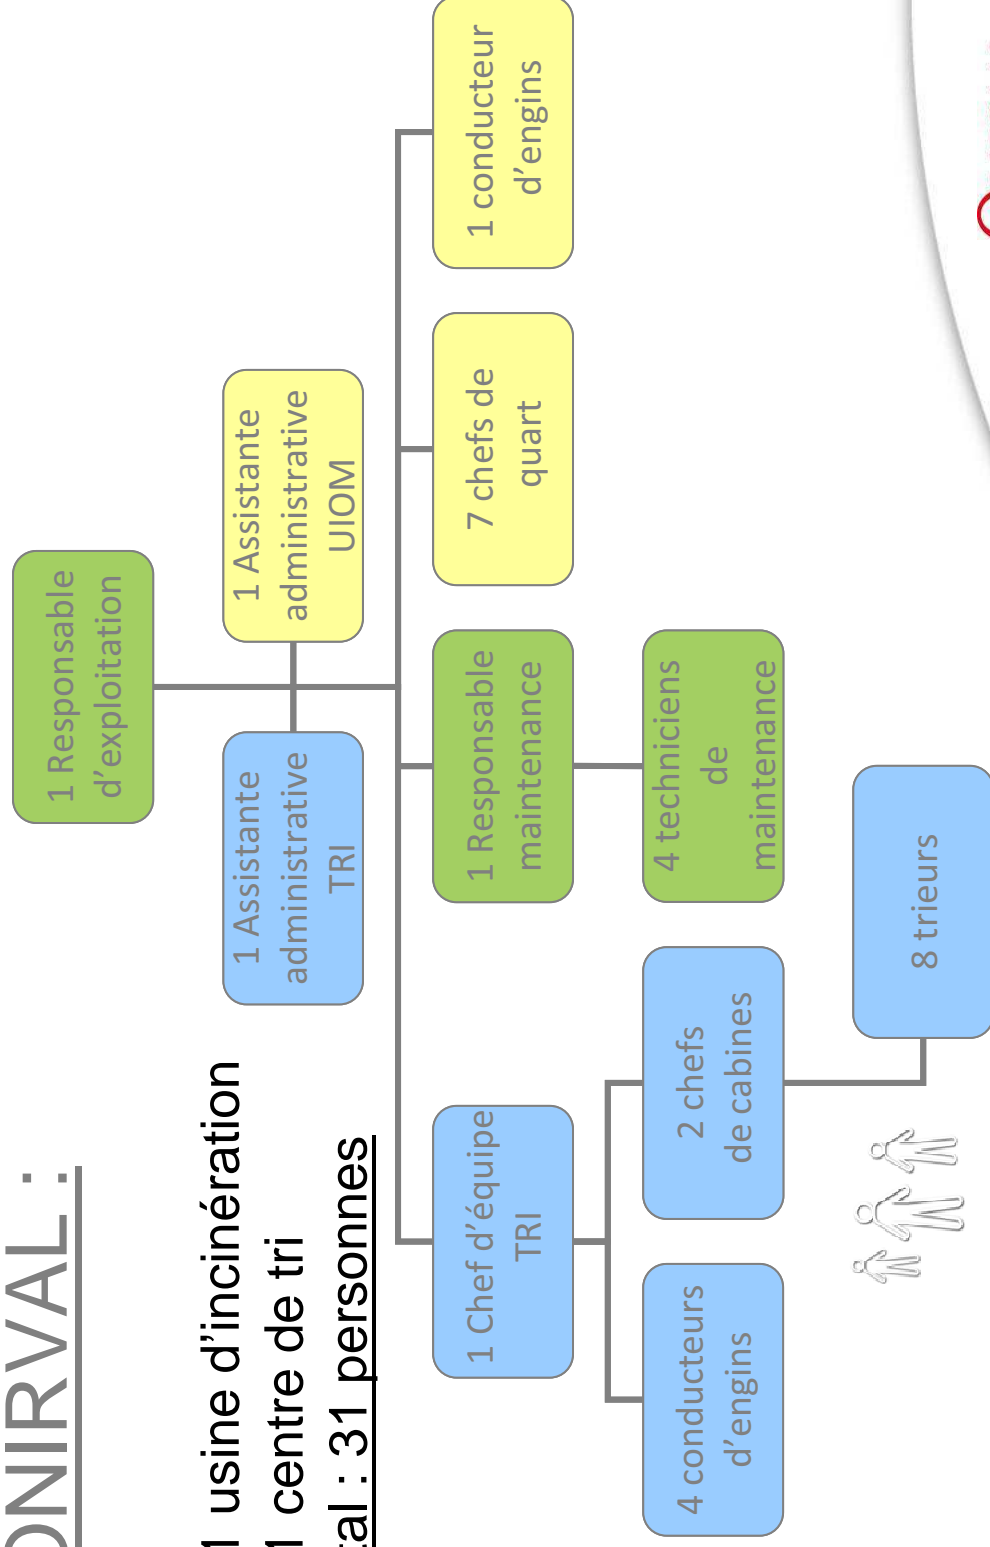 ONIRVAL :
1 usine d'incinération
1 centre de tri
tal : 31 personnes
1 Responsable
d'exploitation
1 Assistante
administrative
TRI
1 Assistante
administrative
UIOM
1 Chef d'équipe
TRI
1 Responsable
maintenance
7 chefs de
quart
1 conducteur
d'engins
4 conducteurs
d'engins
2 chefs
de cabines
4 techniciens
de
maintenance
8 trieurs